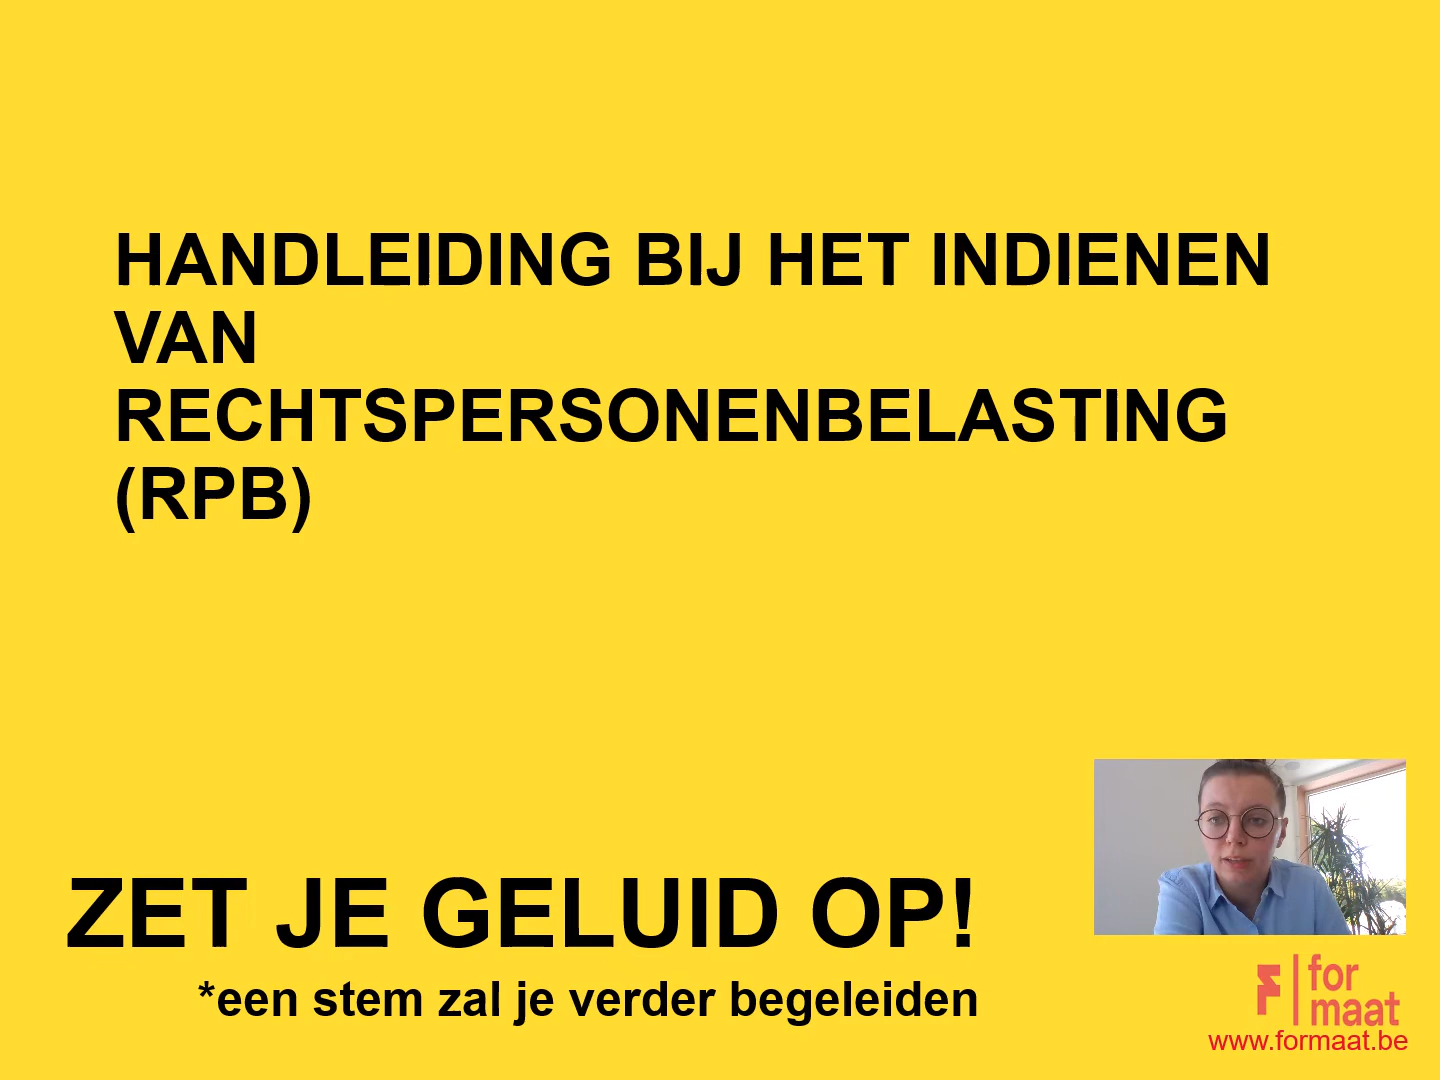 HANDLEIDING BIJ HET INDIENEN
VAN
RECHTSPERSONENBELASTING
(RPB)
ZET JE GELUID OP!
*een stem zal je verder begeleiden
F
for
maat
www.formaat.be